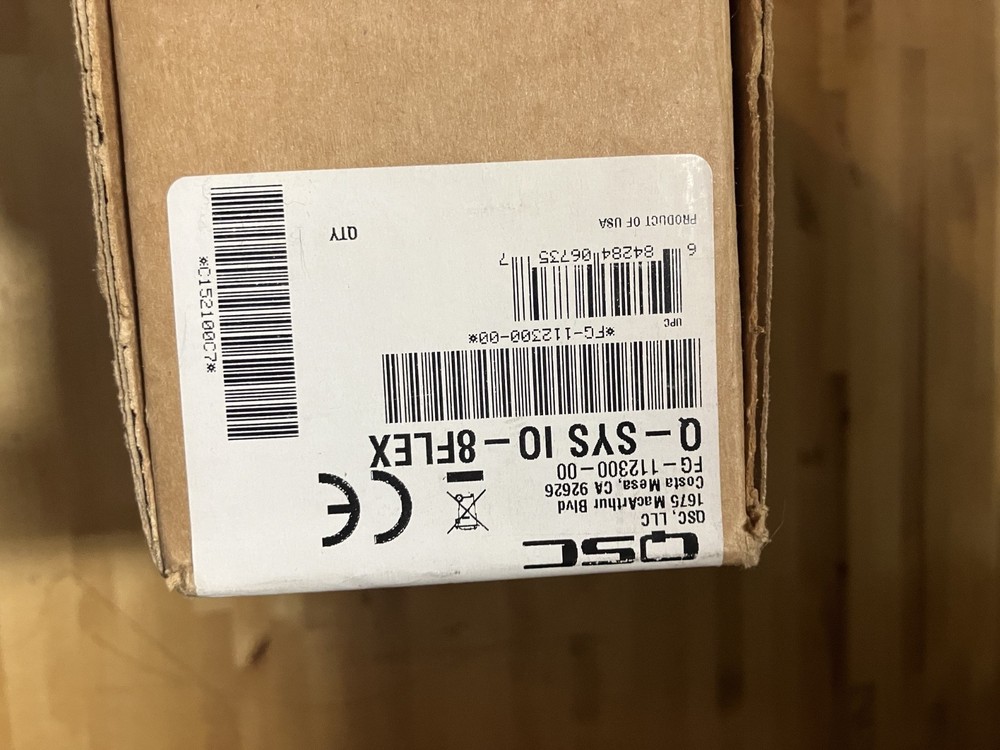 QSC
QSC, LLC
1675 MacArthur Blvd
Costa Mesa, CA 92626
FG-112300-00
Q-SYS IO-8FLEX
*FG-112300-00*
UPC
6 84284 06735 7
PRODUCT OF USA
QTY
CE
*C152100C7*